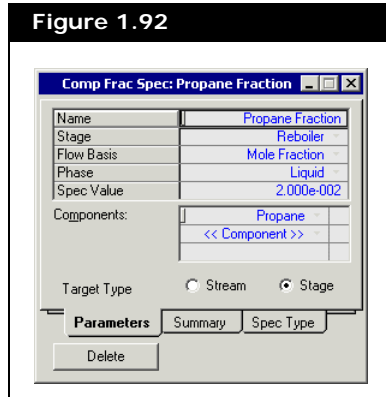 Figure 1.92
Comp Frac Spec: Propane Fraction
Name Propane Fraction
Stage Reboiler
Flow Basis Mole Fraction
Phase Liquid
Spec Value 2.000e-002
Components: Propane
<< Component >>
Target Type Stream Stage
Parameters Summary Spec Type
Delete